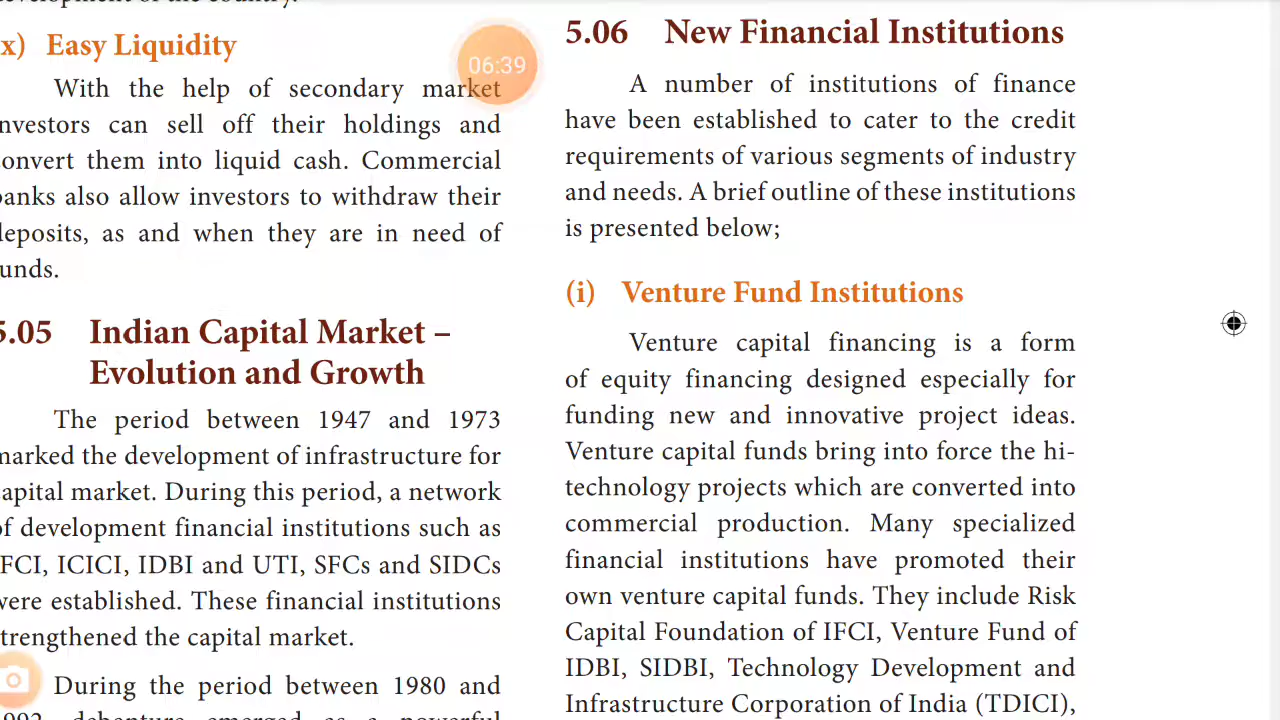 x) Easy Liquidity
With the help of secondary market
nvestors can sell off their holdings and
onvert them into liquid cash. Commercial
banks also allow investors to withdraw their
deposits, as and when they are in need of
unds.
5.05 Indian Capital Market –
Evolution and Growth
The period between 1947 and 1973
marked the development of infrastructure for
capital market. During this period, a network
of development financial institutions such as
FCI, ICICI, IDBI and UTI, SFCs and SIDCs
were established. These financial institutions
trengthened the capital market.
During the period between 1980 and
06:39
5.06 New Financial Institutions
A number of institutions of finance
have been established to cater to the credit
requirements of various segments of industry
and needs. A brief outline of these institutions
is presented below;
(i) Venture Fund Institutions
Venture capital financing is a form
of equity financing designed especially for
funding new and innovative project ideas.
Venture capital funds bring into force the hi-
technology projects which are converted into
commercial production. Many specialized
financial institutions have promoted their
own venture capital funds. They include Risk
Capital Foundation of IFCI, Venture Fund of
IDBI, SIDBI, Technology Development and
Infrastructure Corporation of India (TDICI),